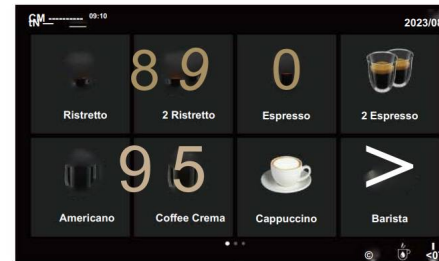 09:10
2023/0
8 9 0
Ristretto 2 Ristretto Espresso 2 Espresso
9 5 >
Americano Coffee Crema Cappuccino Barista
©